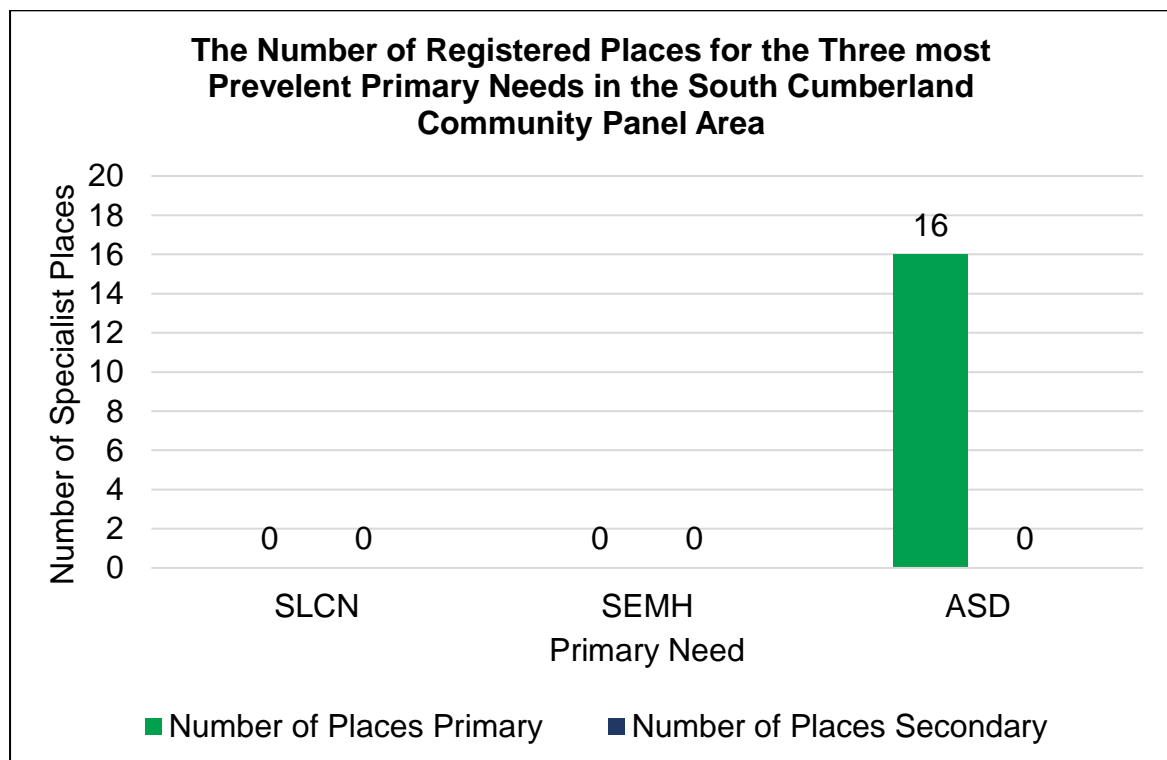 The Number of Registered Places for the Three most
Prevelent Primary Needs in the South Cumberland
Community Panel Area
Number of Specialist Places
20
18
16
14
12
10
8
6
4
2
0
16
0 0 0 0 0
SLCN SEMH ASD
Primary Need
Number of Places Primary Number of Places Secondary